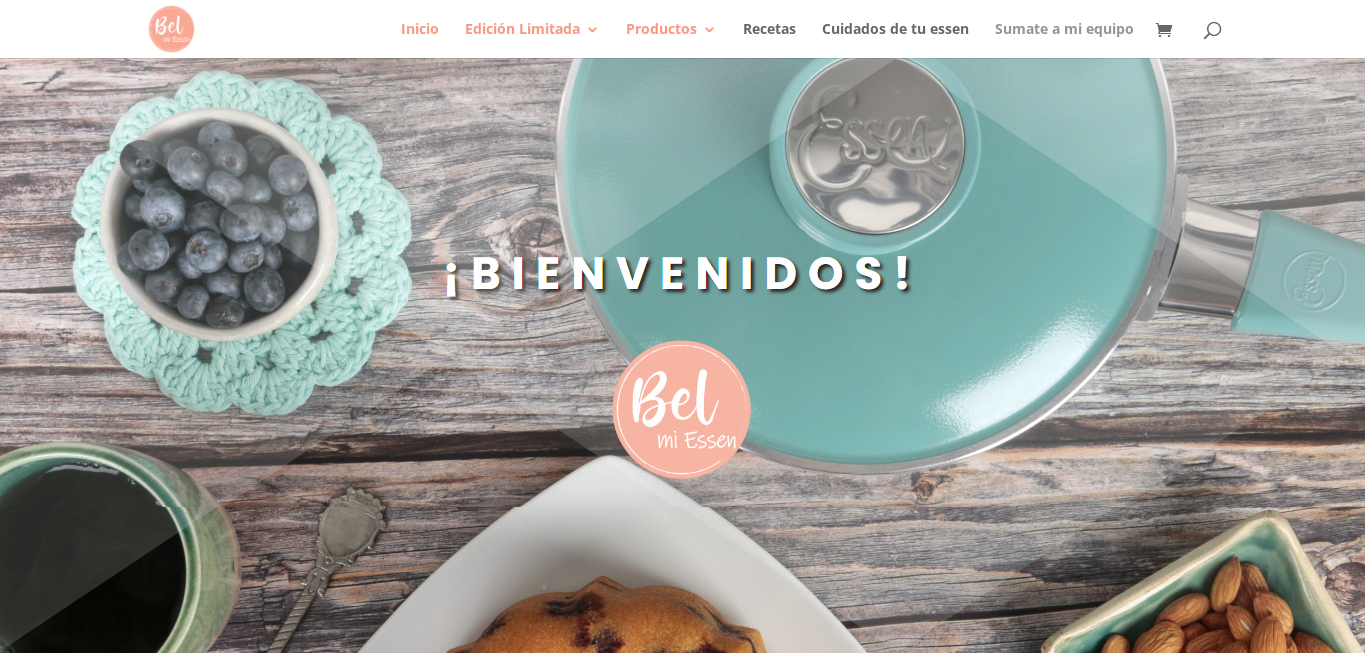 Bel
mi Essen
Inicio
Edición Limitada
Productos
Recetas
Cuidados de tu essen
Sumate a mi equipo
Essen
Essen
¡BIENVENIDOS!
Bel
mi Essen